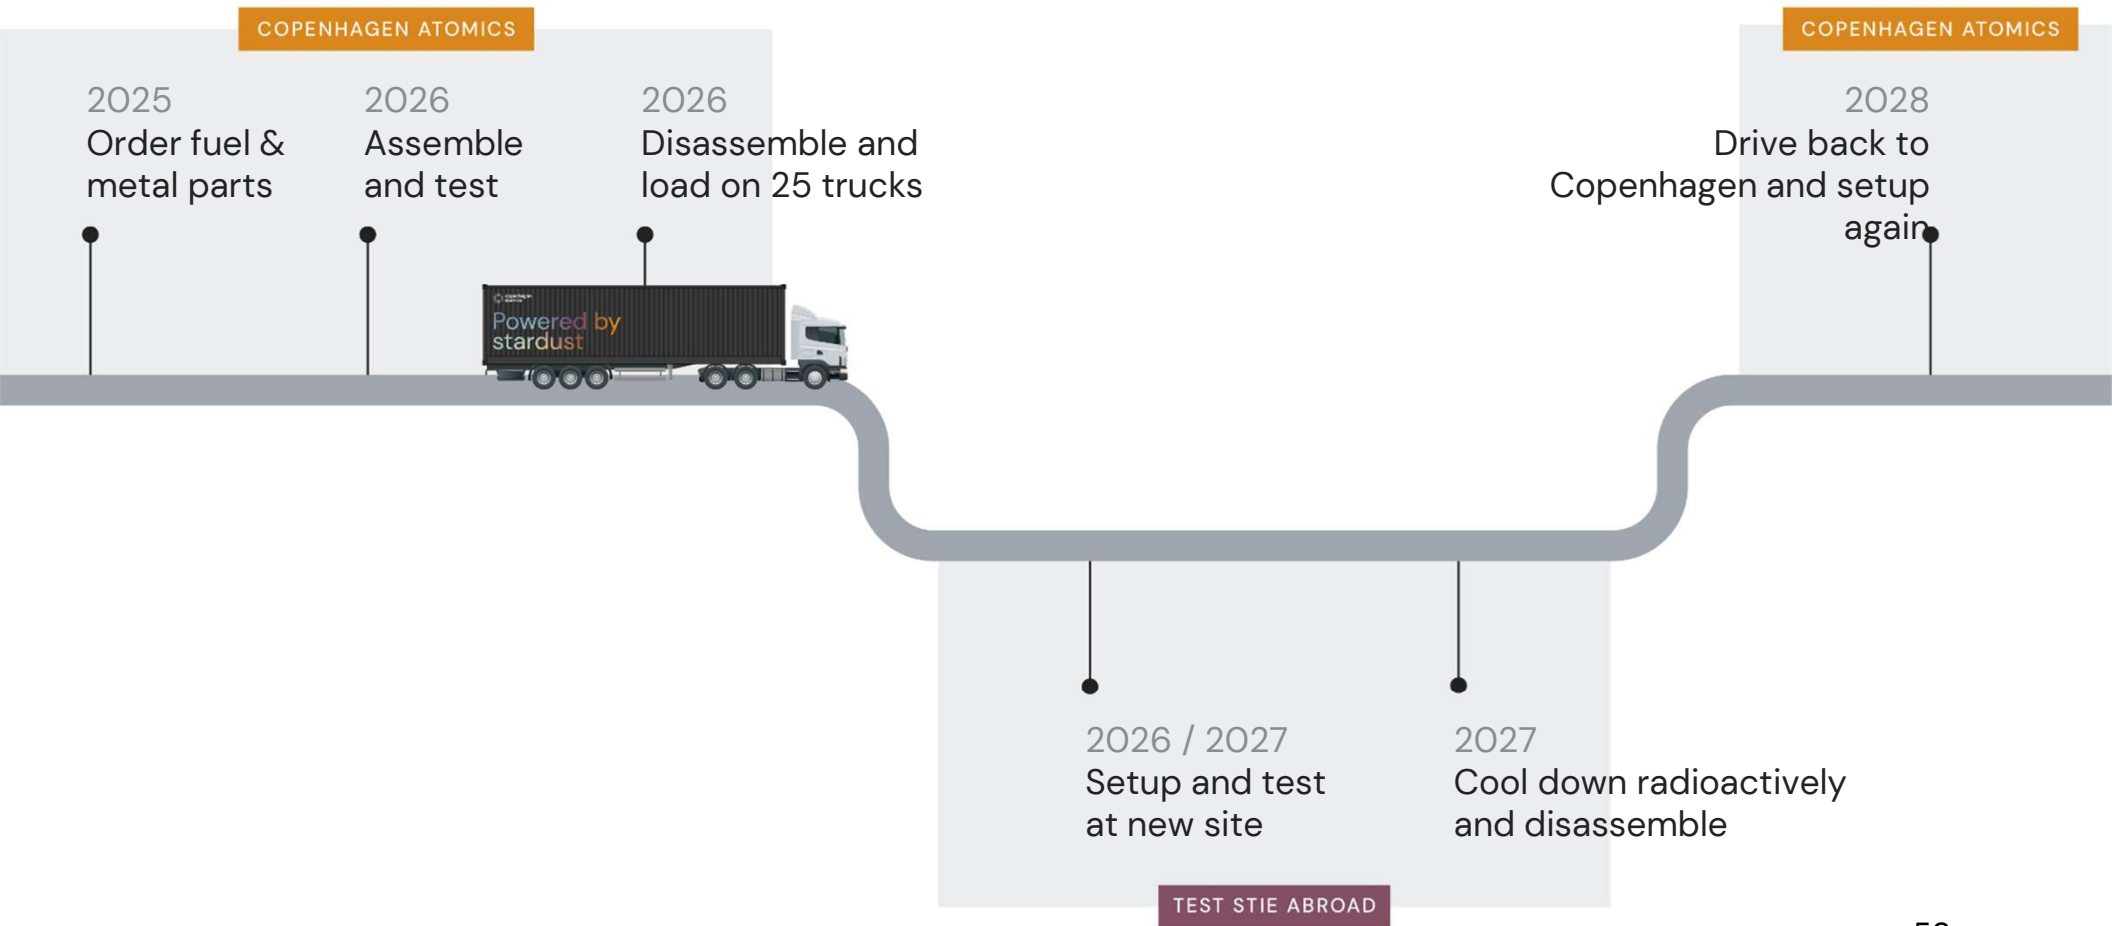 COPENHAGEN ATOMICS
2025
Order fuel &
metal parts
2026
Assemble
and test
2026
Disassemble and
load on 25 trucks
copenhagen
atomics
Powered by
stardust
COPENHAGEN ATOMICS
2028
Drive back to
Copenhagen and setup
again
2026 / 2027
Setup and test
at new site
2027
Cool down radioactively
and disassemble
TEST STIE ABROAD